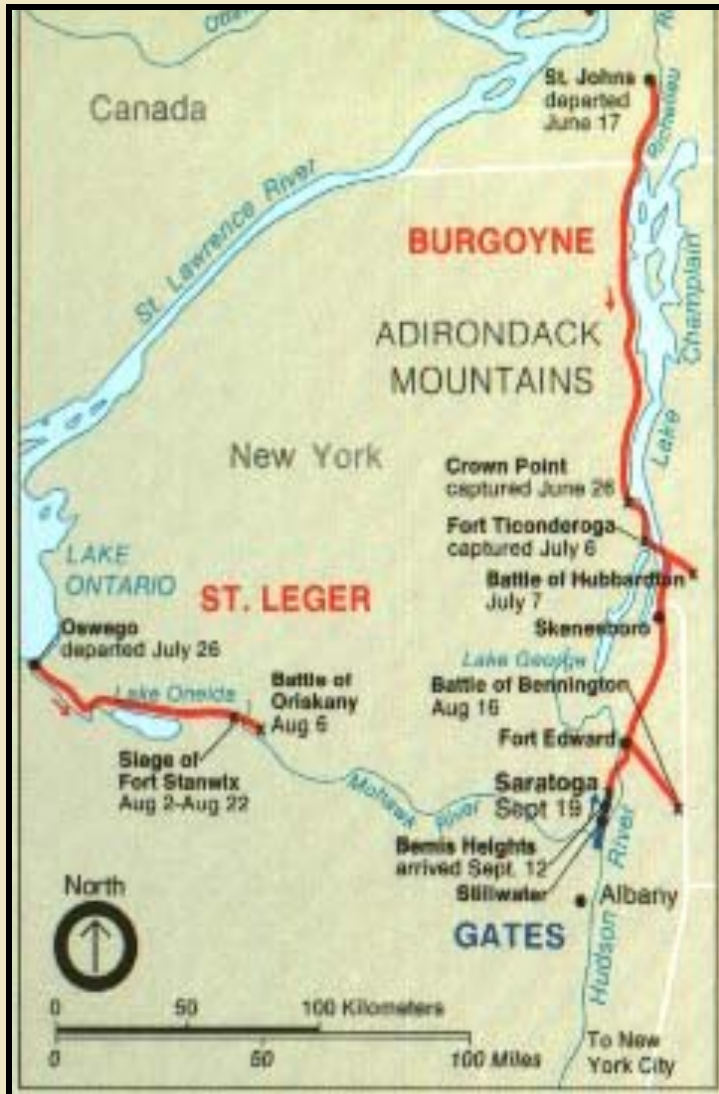 Canada
St. Johns
departed
June 17
Richelieu
St. Lawrence River
BURGOYNE
Champlain
ADIRONDACK
MOUNTAINS
Lake
New York
Crown Point
captured June 26
Fort Ticonderoga
captured July 6
LAKE
ONTARIO
Battle of Hubbardton
July 7
ST. LEGER
Skenesboro
Oswego
departed July 26
Lake George
Battle of
Oriskany
Aug 6
Battle of Bennington
Aug 16
Lake Oneida
Fort Edward
Siege of
Fort Stanwix
Aug 2-Aug 22
Saratoga
Sept 19
Mohawk River
Bemis Heights
arrived Sept. 12
Stillwater
North
Albany
GATES
Hudson River
0 50 100 Kilometers
0 50 100 Miles
To New
York City